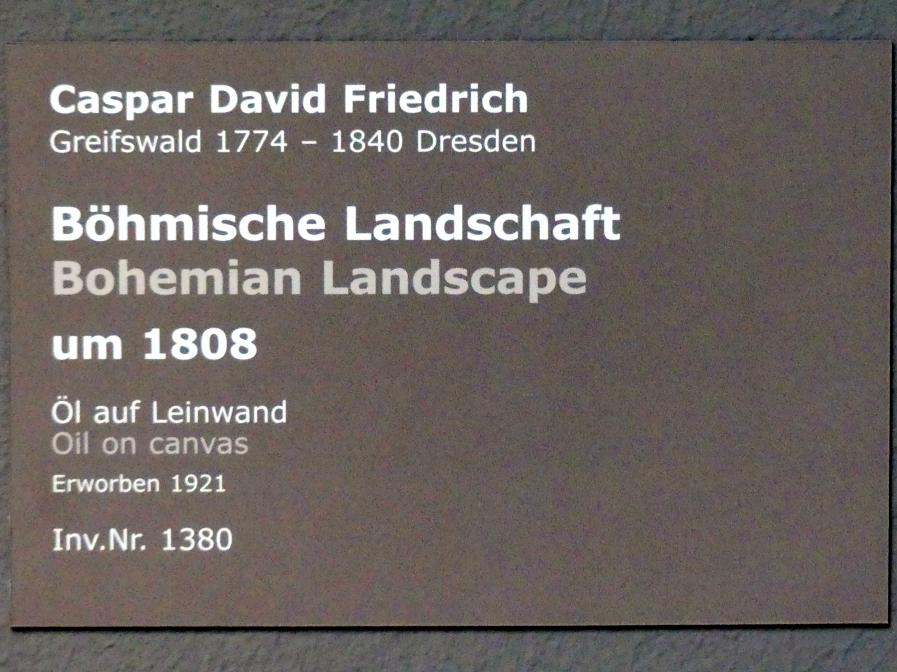 Caspar David Friedrich
Greifswald 1774 – 1840 Dresden
Böhmische Landschaft
Bohemian Landscape
um 1808
Öl auf Leinwand
Oil on canvas
Erworben 1921
Inv.Nr. 1380